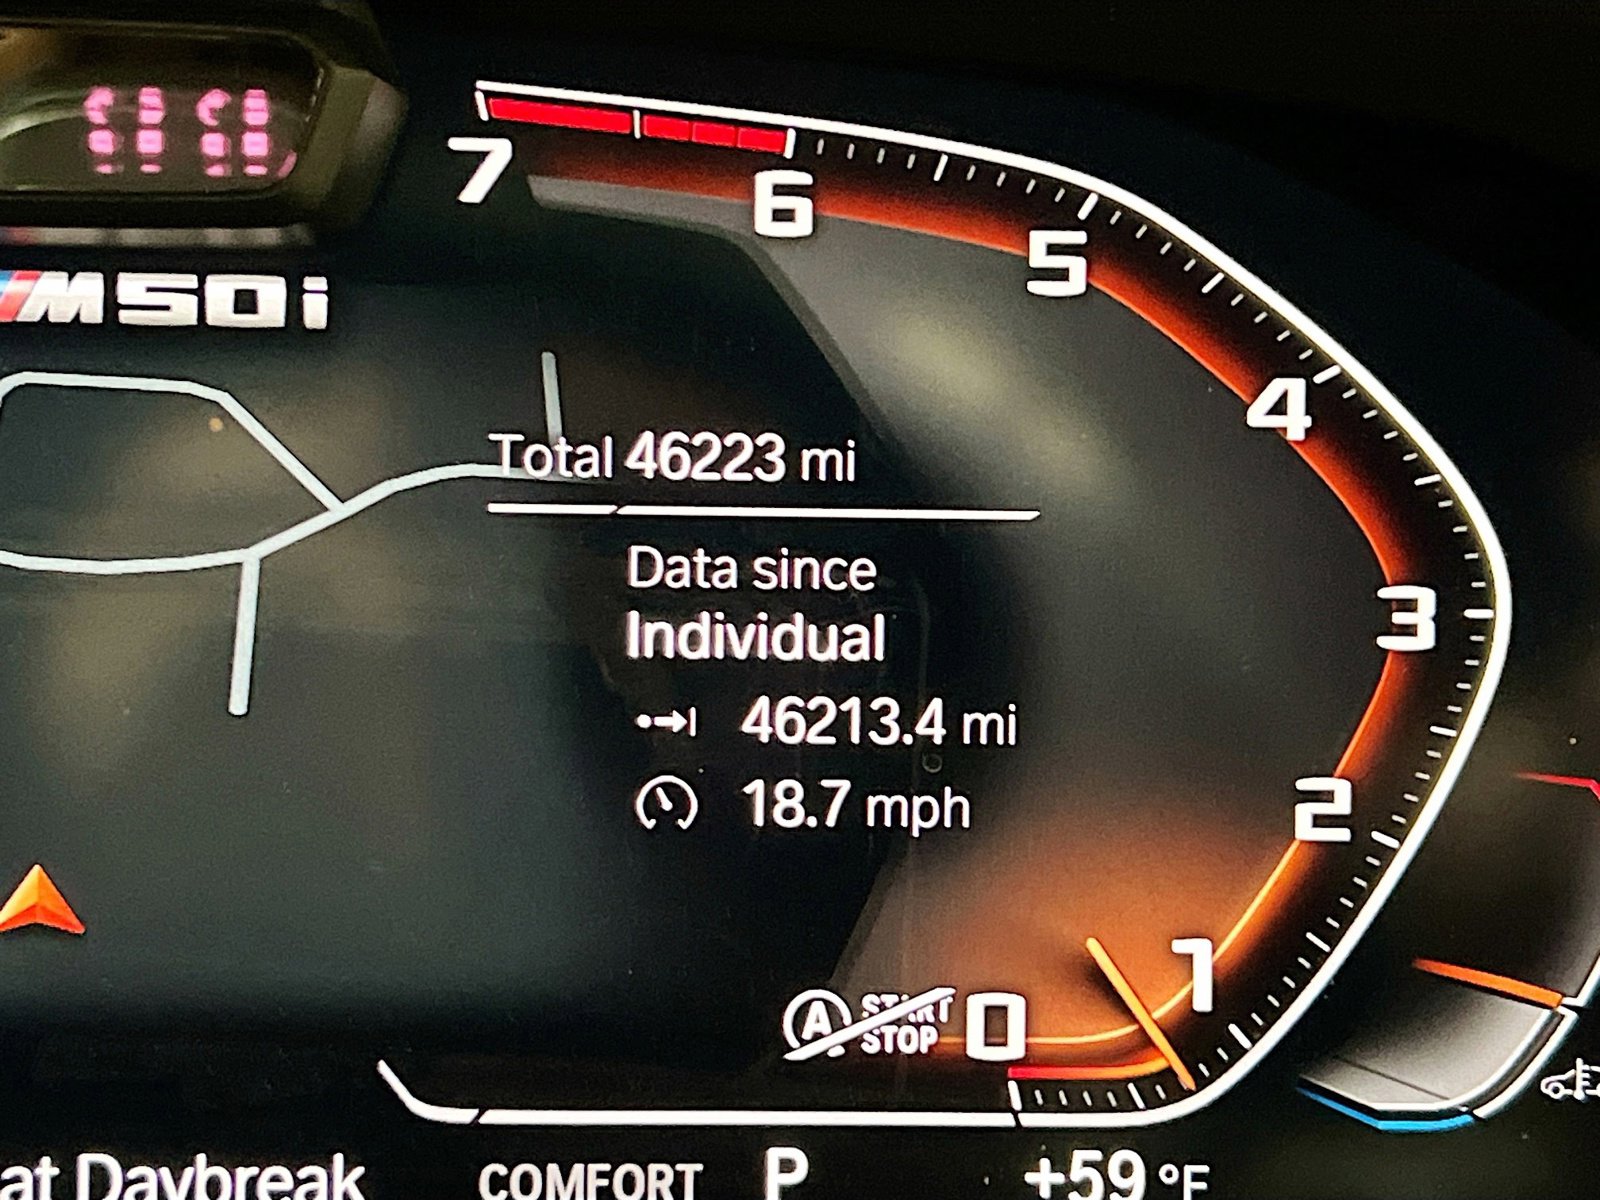 M50i
7
6
5
4
3
2
1
0
Total 46223 mi
Data since
Individual
46213.4 mi
18.7 mph
A START
STOP
at Daybreak
COMFORT
P
+59 °F